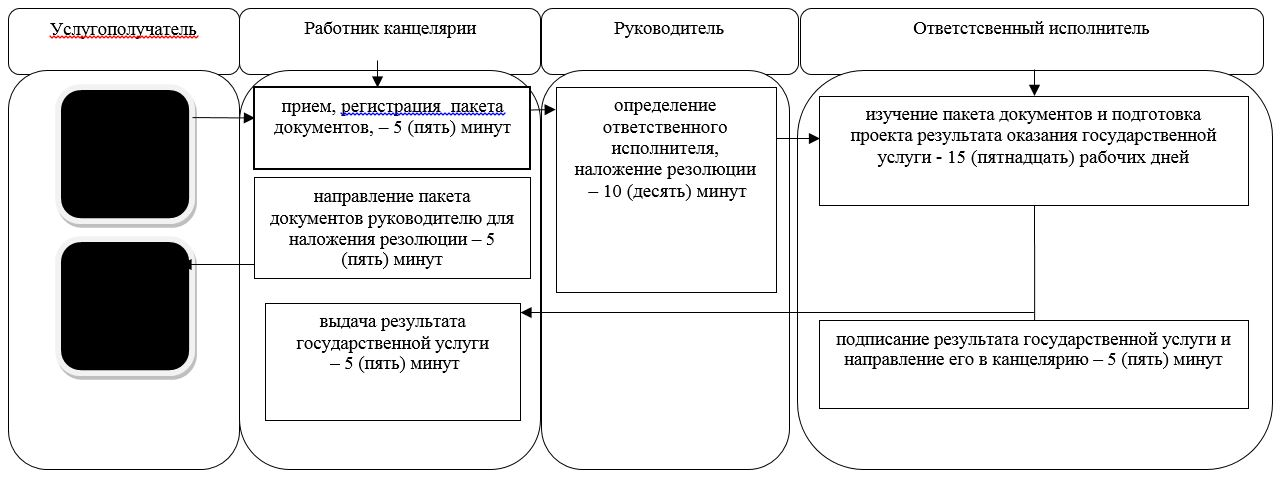 Услугополучатель
Работник канцелярии
Руководитель
Ответстсвенный исполнитель
прием, регистрация пакета
документов, – 5 (пять) минут
направление пакета
документов руководителю для
наложения резолюции – 5
(пять) минут
выдача результата
государственной услуги
– 5 (пять) минут
определение
ответственного
исполнителя,
наложение резолюции
– 10 (десять) минут
изучение пакета документов и подготовка
проекта результата оказания государственной
услуги - 15 (пятнадцать) рабочих дней
подписание результата государственной услуги и
направление его в канцелярию – 5 (пять) минут